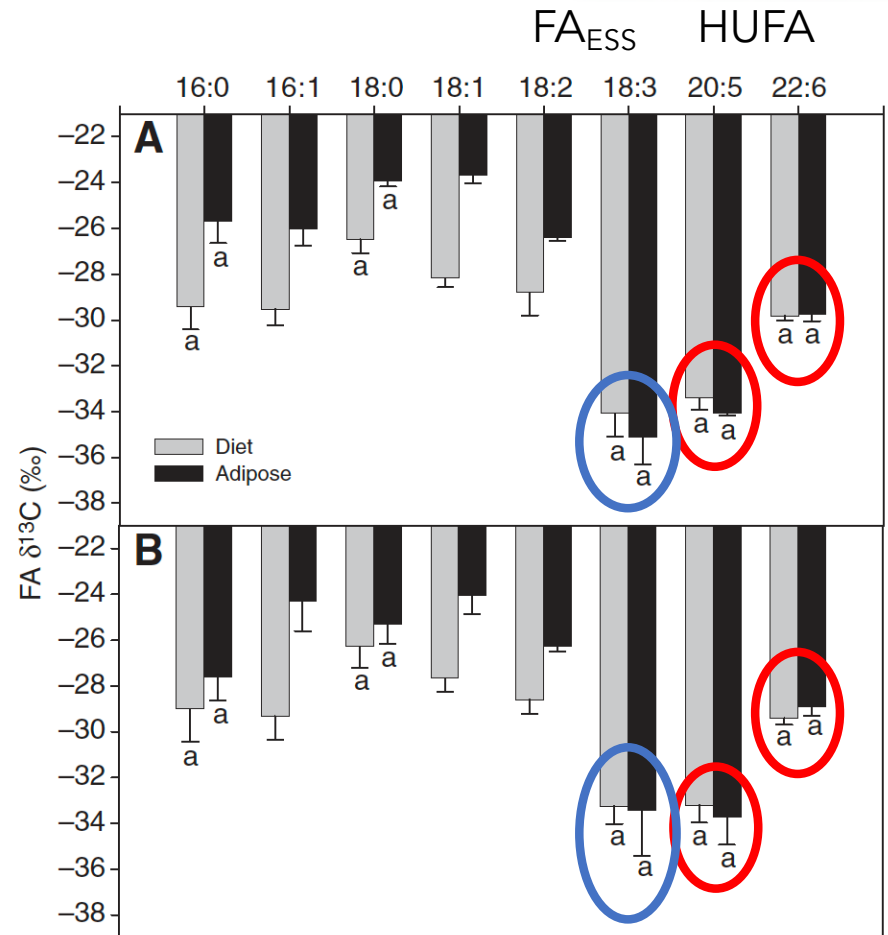 FA ESS HUFA
16:0 16:1 18:0 18:1 18:2 18:3 20:5 22:6
A
–22
–24
a
–26
a
a
–28
–30
a
a a
–32
–34
a a
Diet
a
–36
Adipose
a
–38
FA δ13C (‰)
B
–22
–24
–26
a
a
–28
a
a a
–30
a
–32
–34
a a
a
–36
a
–38